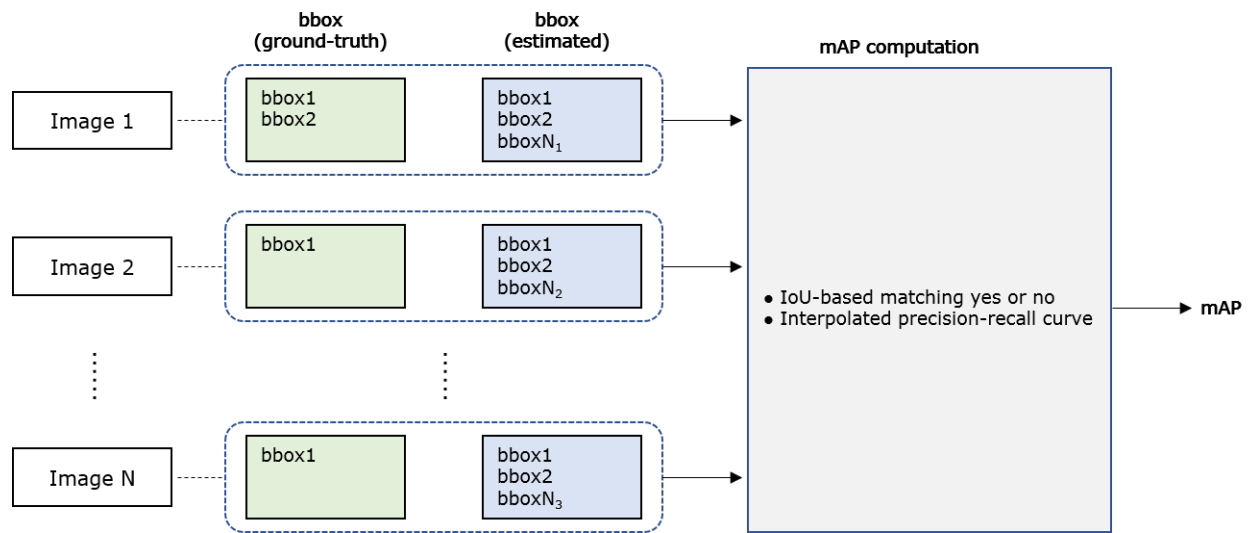 bbox
(ground-truth)
bbox
(estimated)
mAP computation
Image 1
bbox1
bbox2
bbox1
bbox2
bboxN₁
Image 2
bbox1
bbox1
bbox2
bboxN₂
● IoU-based matching yes or no
● Interpolated precision-recall curve
mAP
Image N
bbox1
bbox1
bbox2
bboxN₃